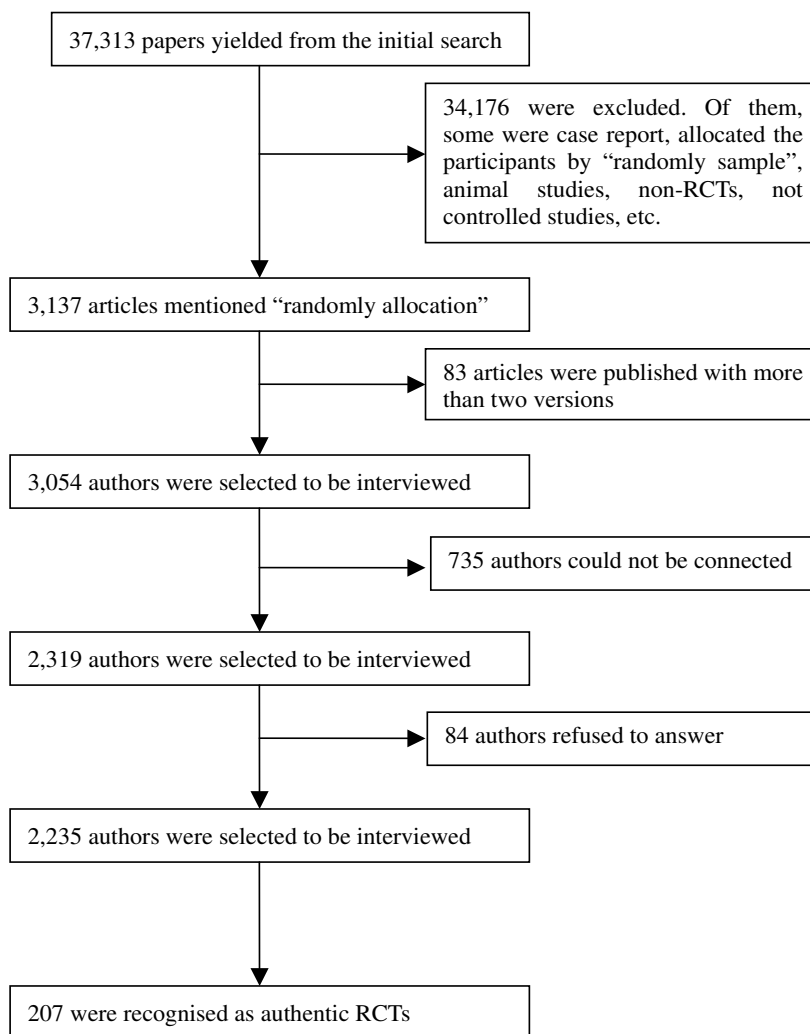 37,313 papers yielded from the initial search
34,176 were excluded. Of them,
some were case report, allocated the
participants by “randomly sample”,
animal studies, non-RCTs, not
controlled studies, etc.
3,137 articles mentioned “randomly allocation”
83 articles were published with more
than two versions
3,054 authors were selected to be interviewed
735 authors could not be connected
2,319 authors were selected to be interviewed
84 authors refused to answer
2,235 authors were selected to be interviewed
207 were recognised as authentic RCTs